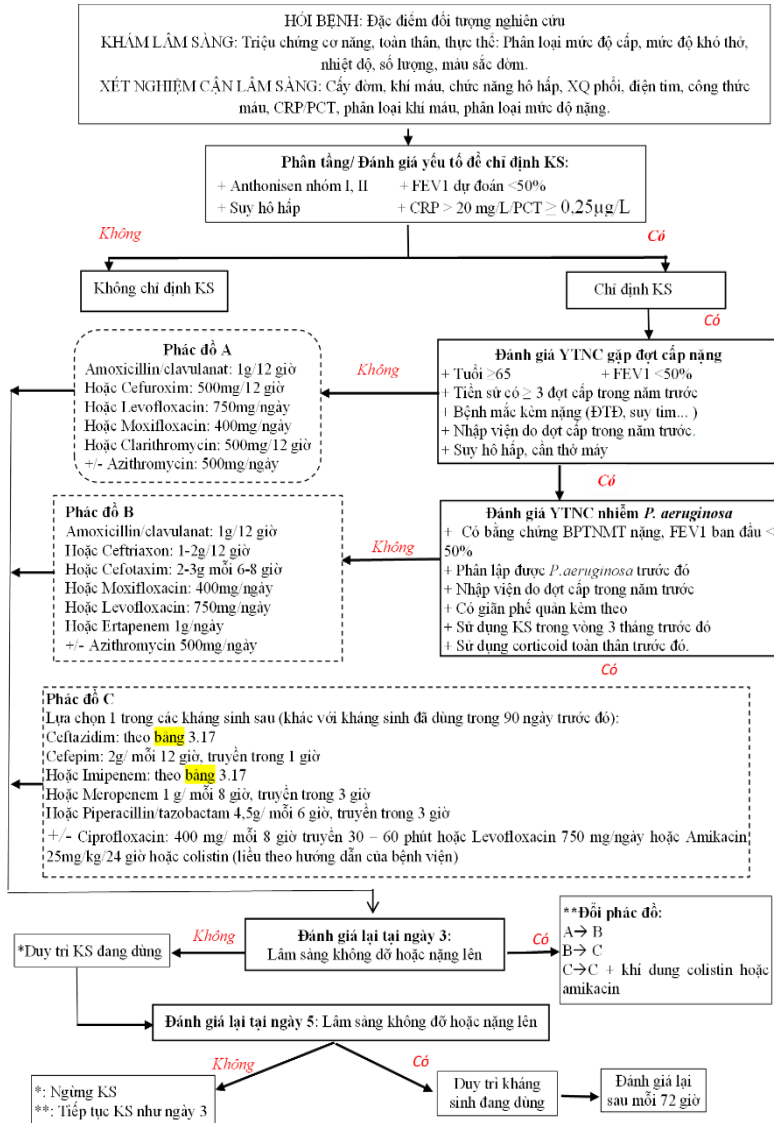 HỎI BỆNH: Đặc điểm đối tượng nghiên cứu
KHÁM LÂM SÀNG: Triệu chứng cơ năng, toàn thân, thực thể: Phân loại mức độ cấp, mức độ khó thở,
nhiệt độ, số lượng, màu sắc đờm.
XÉT NGHIỆM CẬN LÂM SÀNG: Cấy đờm, khí máu, chức năng hô hấp, XQ phổi, điện tim, công thức
máu, CRP/PCT, phân loại khí máu, phân loại mức độ nặng.
Phân tầng/ Đánh giá yếu tố để chỉ định KS:
+ Anthonisen nhóm I, II + FEV1 dự đoán <50%
+ Suy hô hấp + CRP > 20 mg/L/PCT ≥ 0,25µg/L
Không
Có
Không chỉ định KS
Chỉ định KS
Có
Phác đồ A
Amoxicillin/clavulanat: 1g/12 giờ
Hoặc Cefuroxim: 500mg/12 giờ
Hoặc Levofloxacin: 750mg/ngày
Hoặc Moxifloxacin: 400mg/ngày
Hoặc Clarithromycin: 500mg/12 giờ
+/- Azithromycin: 500mg/ngày
Không
Đánh giá YTNC gặp đợt cấp nặng
+ Tuổi ≥65 + FEV1 <50%
+ Tiền sử có ≥ 3 đợt cấp trong năm trước
+ Bệnh mắc kèm nặng (ĐTĐ, suy tim... )
+ Nhập viện do đợt cấp trong năm trước.
+ Suy hô hấp, cần thở máy
Có
Phác đồ B
Amoxicillin/clavulanat: 1g/12 giờ
Hoặc Ceftriaxon: 1-2g/12 giờ
Hoặc Cefotaxim: 2-3g mỗi 6-8 giờ
Hoặc Moxifloxacin: 400mg/ngày
Hoặc Levofloxacin: 750mg/ngày
Hoặc Ertapenem 1g/ngày
+/- Azithromycin 500mg/ngày
Không
Đánh giá YTNC nhiễm P. aeruginosa
+ Có bằng chứng BPTNMT nặng, FEV1 ban đầu <
50%
+ Phân lập được P.aeruginosa trước đó
+ Nhập viện do đợt cấp trong năm trước
+ Có giãn phế quản kèm theo
+ Sử dụng KS trong vòng 3 tháng trước đó
+ Sử dụng corticoid toàn thân trước đó.
Có
Phác đồ C
Lựa chọn 1 trong các kháng sinh sau (khác với kháng sinh đã dùng trong 90 ngày trước đó):
Ceftazidim: theo bảng 3.17
Cefepim: 2g/ mỗi 12 giờ, truyền trong 1 giờ
Hoặc Imipenem: theo bảng 3.17
Hoặc Meropenem 1 g/ mỗi 8 giờ, truyền trong 3 giờ
Hoặc Piperacillin/tazobactam 4,5g/ mỗi 6 giờ, truyền trong 3 giờ
+/- Ciprofloxacin: 400 mg/ mỗi 8 giờ truyền 30 – 60 phút hoặc Levofloxacin 750 mg/ngày hoặc Amikacin
25mg/kg/24 giờ hoặc colistin (liều theo hướng dẫn của bệnh viện)
Đánh giá lại tại ngày 3:
Lâm sàng không đỡ hoặc nặng lên
Không
Có
*Duy trì KS đang dùng
**Đổi phác đồ:
A→ B
B→ C
C→C + khí dung colistin hoặc
amikacin
Đánh giá lại tại ngày 5: Lâm sàng không đỡ hoặc nặng lên
Không
Có
*: Ngừng KS
**: Tiếp tục KS như ngày 3
Duy trì kháng
sinh đang dùng
Đánh giá lại
sau mỗi 72 giờ